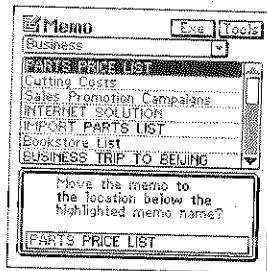 Memo Exe Tools
Business
PARTS PRICE LIST
Cutting Costs
Sales Promotion Campaigns
INTERNET SOLUTION
IMPORT PARTS LIST
Bookstore List
BUSINESS TRIP TO BEIJING
Move the memo to
the location below the
highlighted memo name?
PARTS PRICE LIST